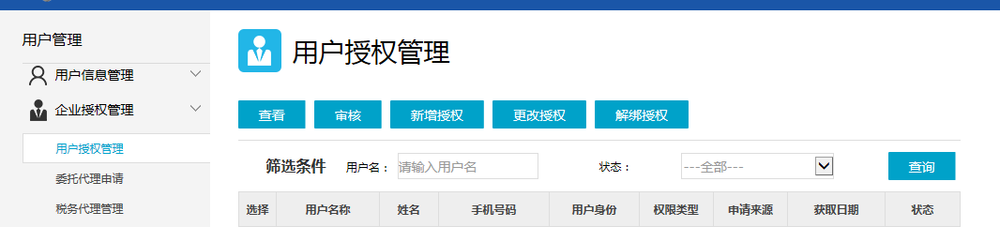 用户管理
用户信息管理
企业授权管理
用户授权管理
委托代理申请
税务代理管理
用户授权管理
查看 审核 新增授权 更改授权 解绑授权
筛选条件 用户名： 请输入用户名 状态： ---全部--- 查询
选择 用户名称 姓名 手机号码 用户身份 权限类型 申请来源 获取日期 状态